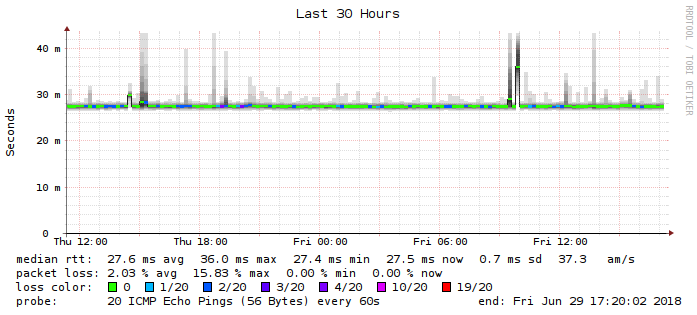 Last 30 Hours
RRDTOOL / TOBI OETIKER
Seconds
40 m
30 m
20 m
10 m
0
Thu 12:00 Thu 18:00 Fri 00:00 Fri 06:00 Fri 12:00
median rtt: 27.6 ms avg 36.0 ms max 27.4 ms min 27.5 ms now 0.7 ms sd 37.3 am/s
packet loss: 2.03 % avg 15.83 % max 0.00 % min 0.00 % now
loss color: 0 1/20 2/20 3/20 4/20 10/20 19/20
probe: 20 ICMP Echo Pings (56 Bytes) every 60s end: Fri Jun 29 17:20:02 2018